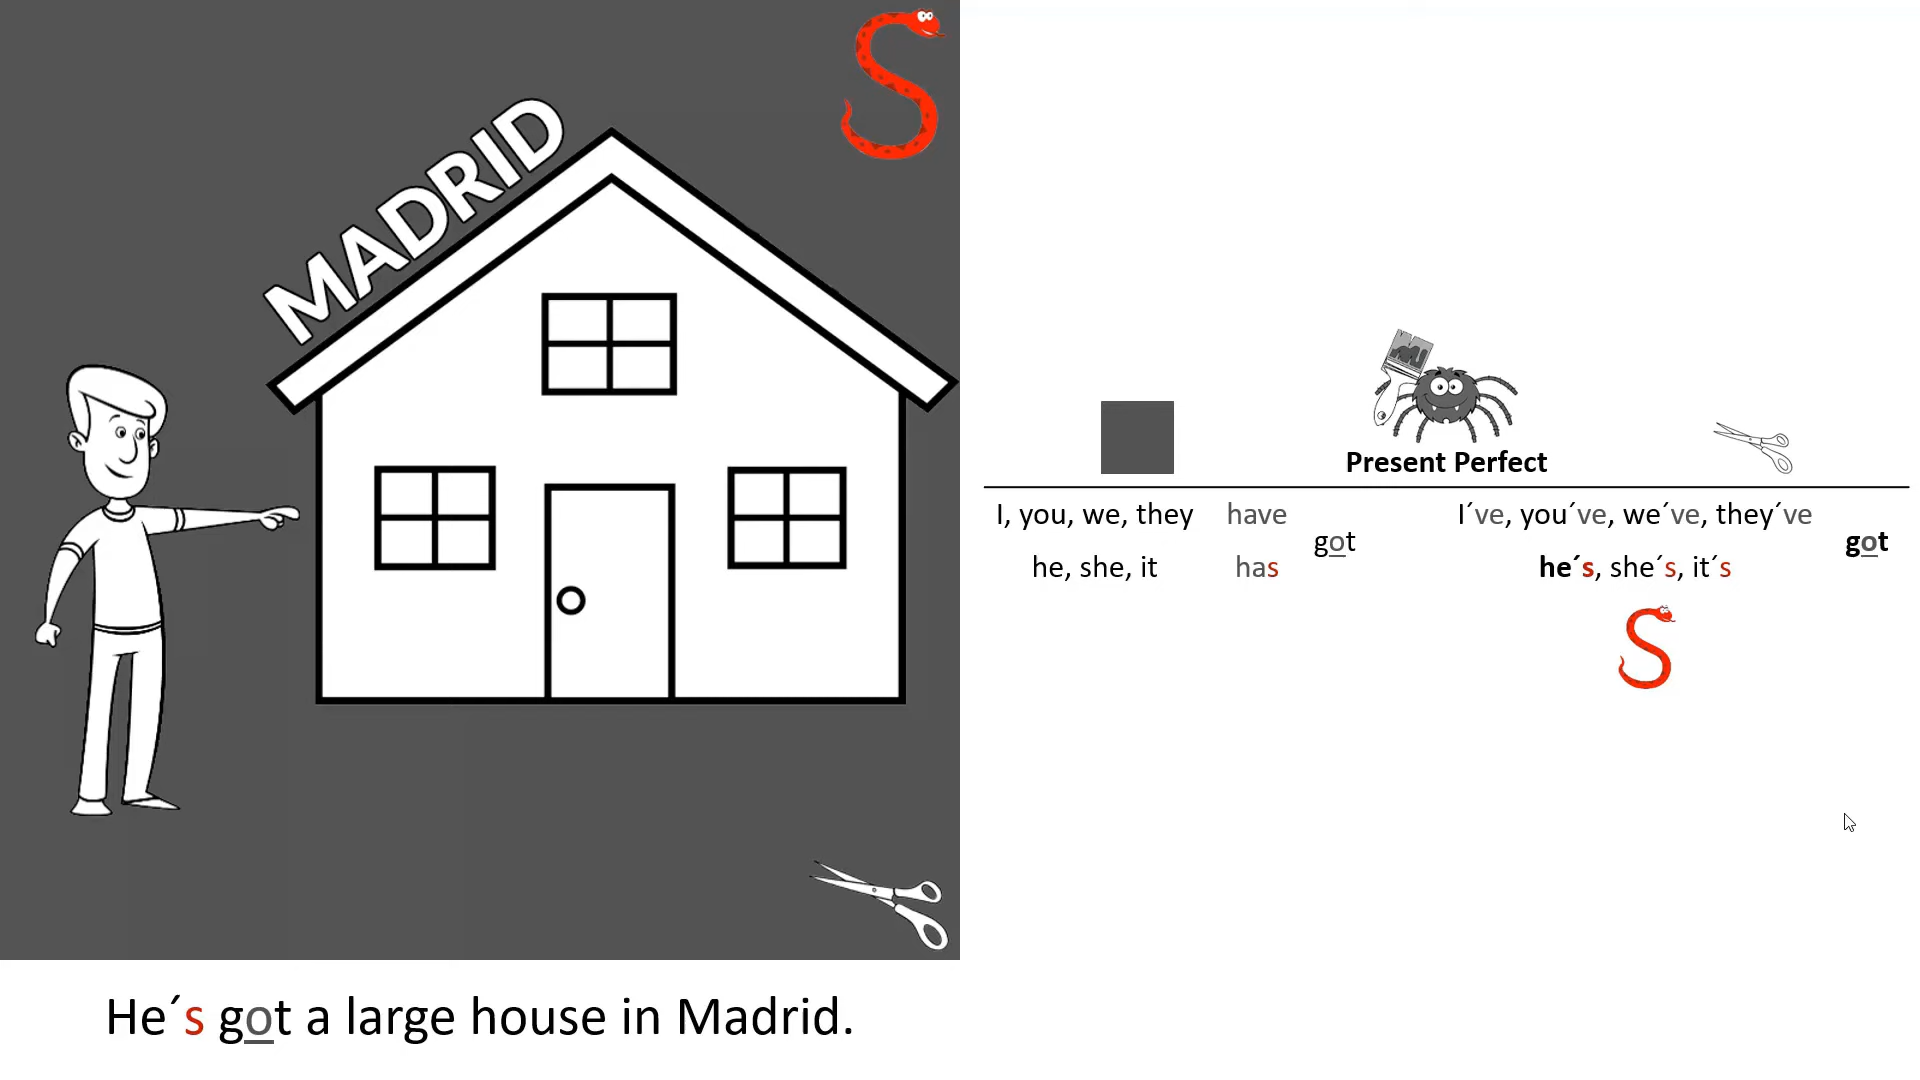 MADRID
He´s got a large house in Madrid.
Present Perfect
I, you, we, they have
he, she, it has
got
I´ve, you´ve, we´ve, they´ve
he´s, she´s, it´s
got